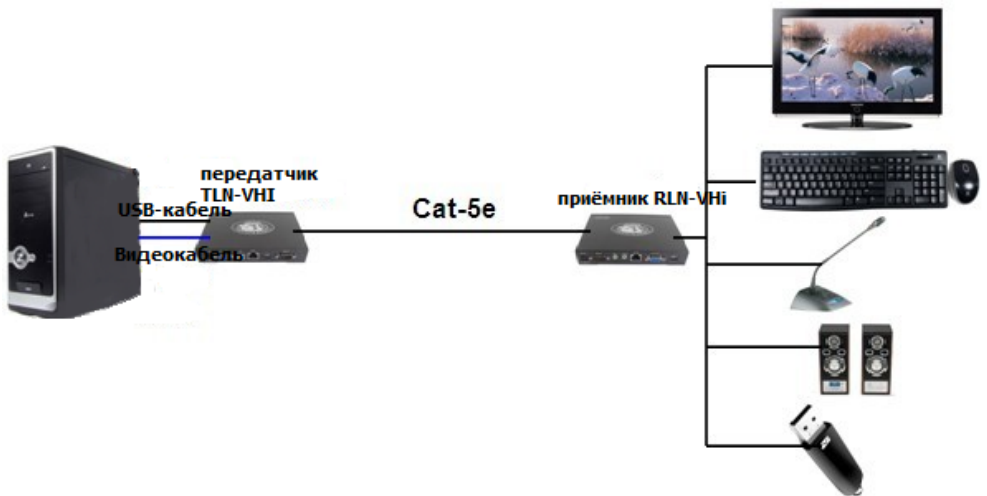 передатчик
TLN-VHI
USB-кабель
Видеокабель
Cat-5e
приёмник RLN-VHi